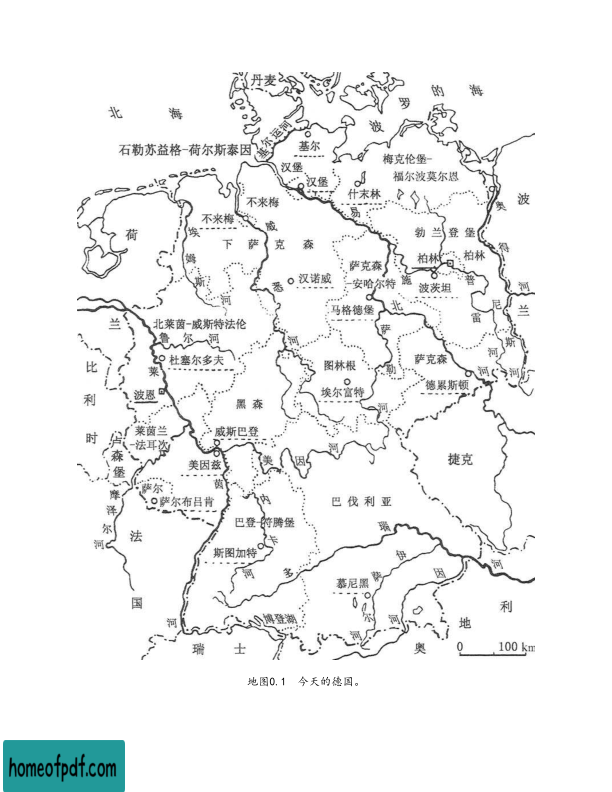 丹麦
北海
波罗的海
基尔运河
石勒苏益格-荷尔斯泰因
基尔
梅克伦堡-
福尔波莫尔恩
汉堡
汉堡
什末林
不来梅
不来梅
奥得河
波兰
荷兰
埃姆斯河
下萨克森
威悉河
易北河
勃兰登堡
萨克森
-安哈尔特
柏林
柏林
汉诺威
施普雷河
波茨坦
马格德堡
尼斯河
北莱茵-威斯特法伦
鲁尔河
萨勒河
比利时
莱茵河
杜塞尔多夫
图林根
萨克森
埃尔富特
德累斯顿
波恩
黑森
莱茵兰
-法耳次
威斯巴登
卢森堡
美因兹
美因河
捷克
摩泽尔河
萨尔
萨尔布吕肯
内卡河
巴伐利亚
法国
巴登-符腾堡
斯图加特
多瑙河
伊萨尔河
因河
慕尼黑
博登湖
瑞士
奥地利
0 100 km
地图0.1 今天的德国。
homeofpdf.com